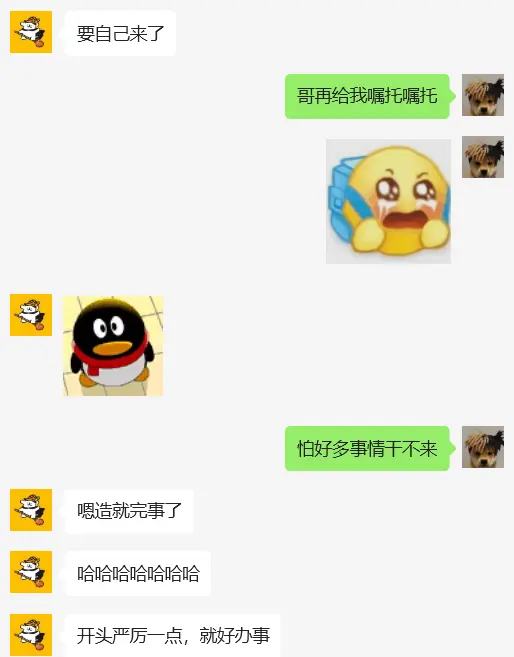 要自己来了
哥再给我嘱托嘱托
怕好多事情干不来
嗯造就完事了
哈哈哈哈哈哈哈
开头严厉一点，就好办事